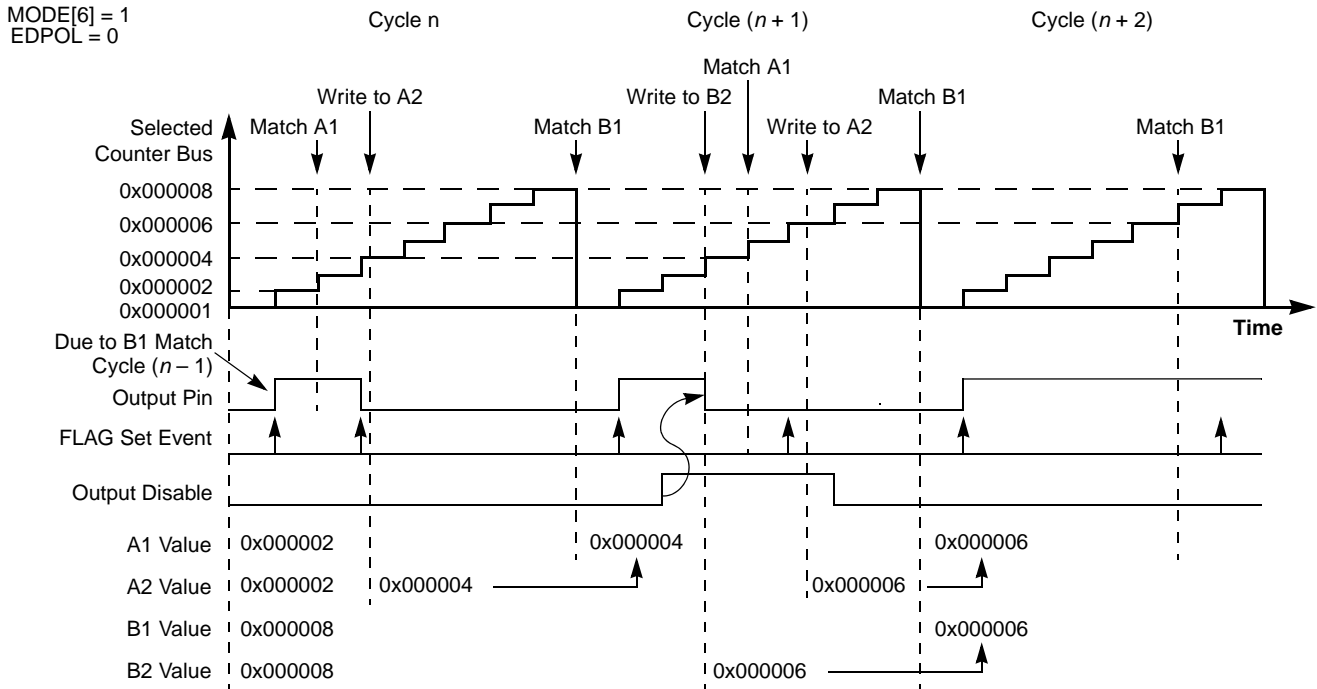 MODE[6] = 1
EDPOL = 0
Cycle n
Cycle (n + 1)
Cycle (n + 2)
Match A1
Write to A2
Write to B2
Match B1
Selected
Counter Bus
Match A1
Match B1
Write to A2
Match B1
0x000008
0x000006
0x000004
0x000002
0x000001
Time
Due to B1 Match
Cycle (n – 1)
Output Pin
FLAG Set Event
Output Disable
A1 Value 0x000002 0x000004 0x000006
A2 Value 0x000002 0x000004 0x000006
B1 Value 0x000008 0x000006
B2 Value 0x000008 0x000006